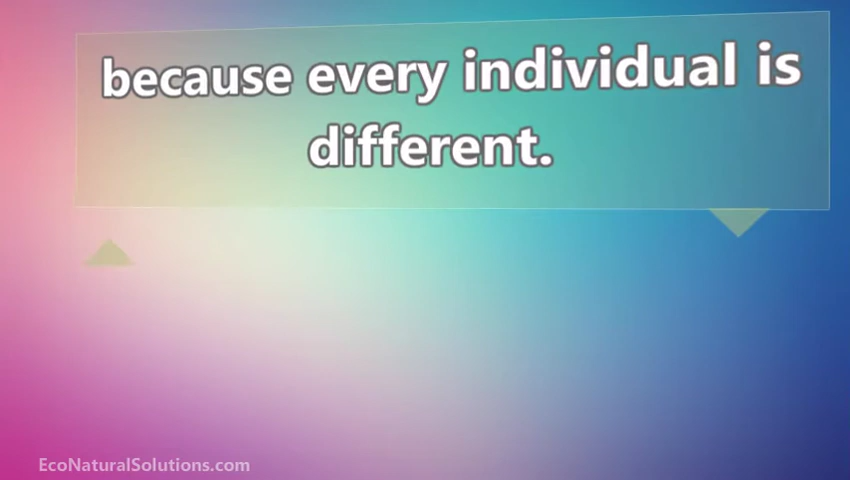 because every individual is
different.
EcoNaturalSolutions.com